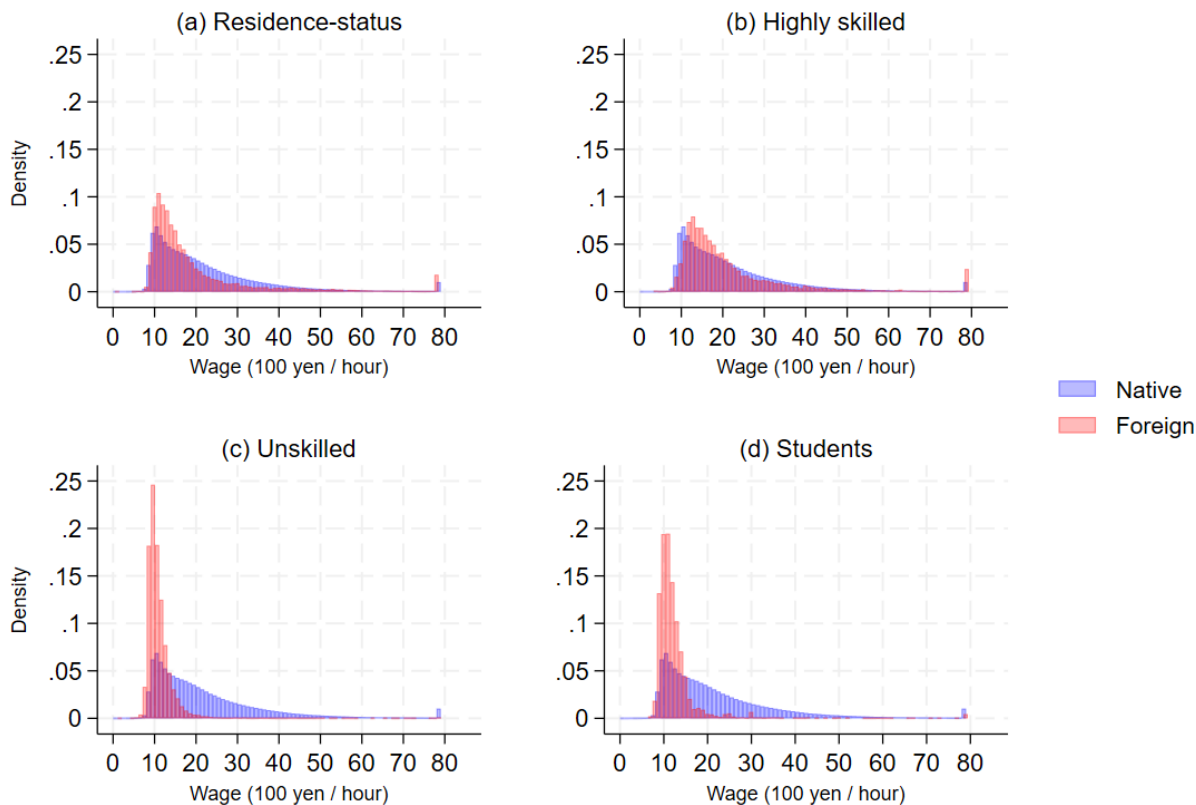 (a) Residence-status
(b) Highly skilled
Density
.25
.2
.15
.1
.05
0
0 10 20 30 40 50 60 70 80
Wage (100 yen / hour)
.25
.2
.15
.1
.05
0
0 10 20 30 40 50 60 70 80
Wage (100 yen / hour)
Native
Foreign
(c) Unskilled
(d) Students
Density
.25
.2
.15
.1
.05
0
0 10 20 30 40 50 60 70 80
Wage (100 yen / hour)
.25
.2
.15
.1
.05
0
0 10 20 30 40 50 60 70 80
Wage (100 yen / hour)